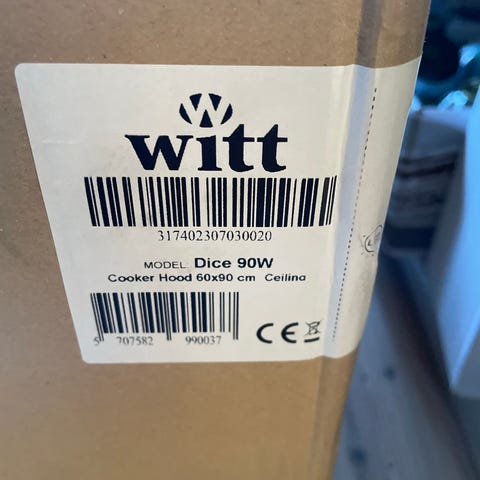 W
witt
317402307030020
MODEL: Dice 90W
Cooker Hood 60x90 cm Ceiling
5 707582 990037
CE